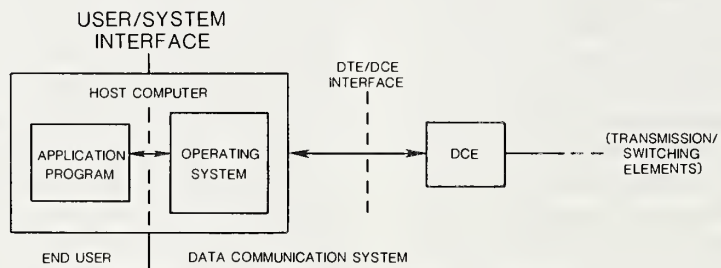 USER/SYSTEM
INTERFACE
DTE/DCE
INTERFACE
HOST COMPUTER
APPLICATION
PROGRAM
OPERATING
SYSTEM
DCE
(TRANSMISSION/
SWITCHING
ELEMENTS)
END USER
DATA COMMUNICATION SYSTEM